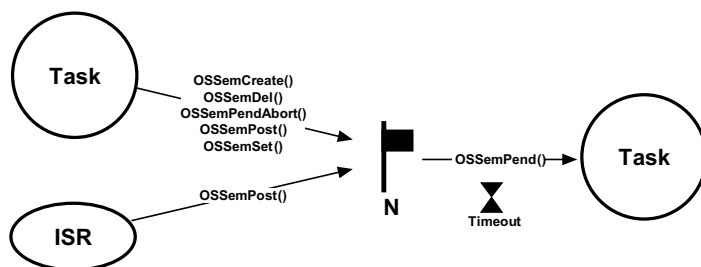 Task
OSSemCreate()
OSSemDel()
OSSemPendAbort()
OSSemPost()
OSSemSet()
OSSemPend()
Task
OSSemPost()
N
Timeout
ISR